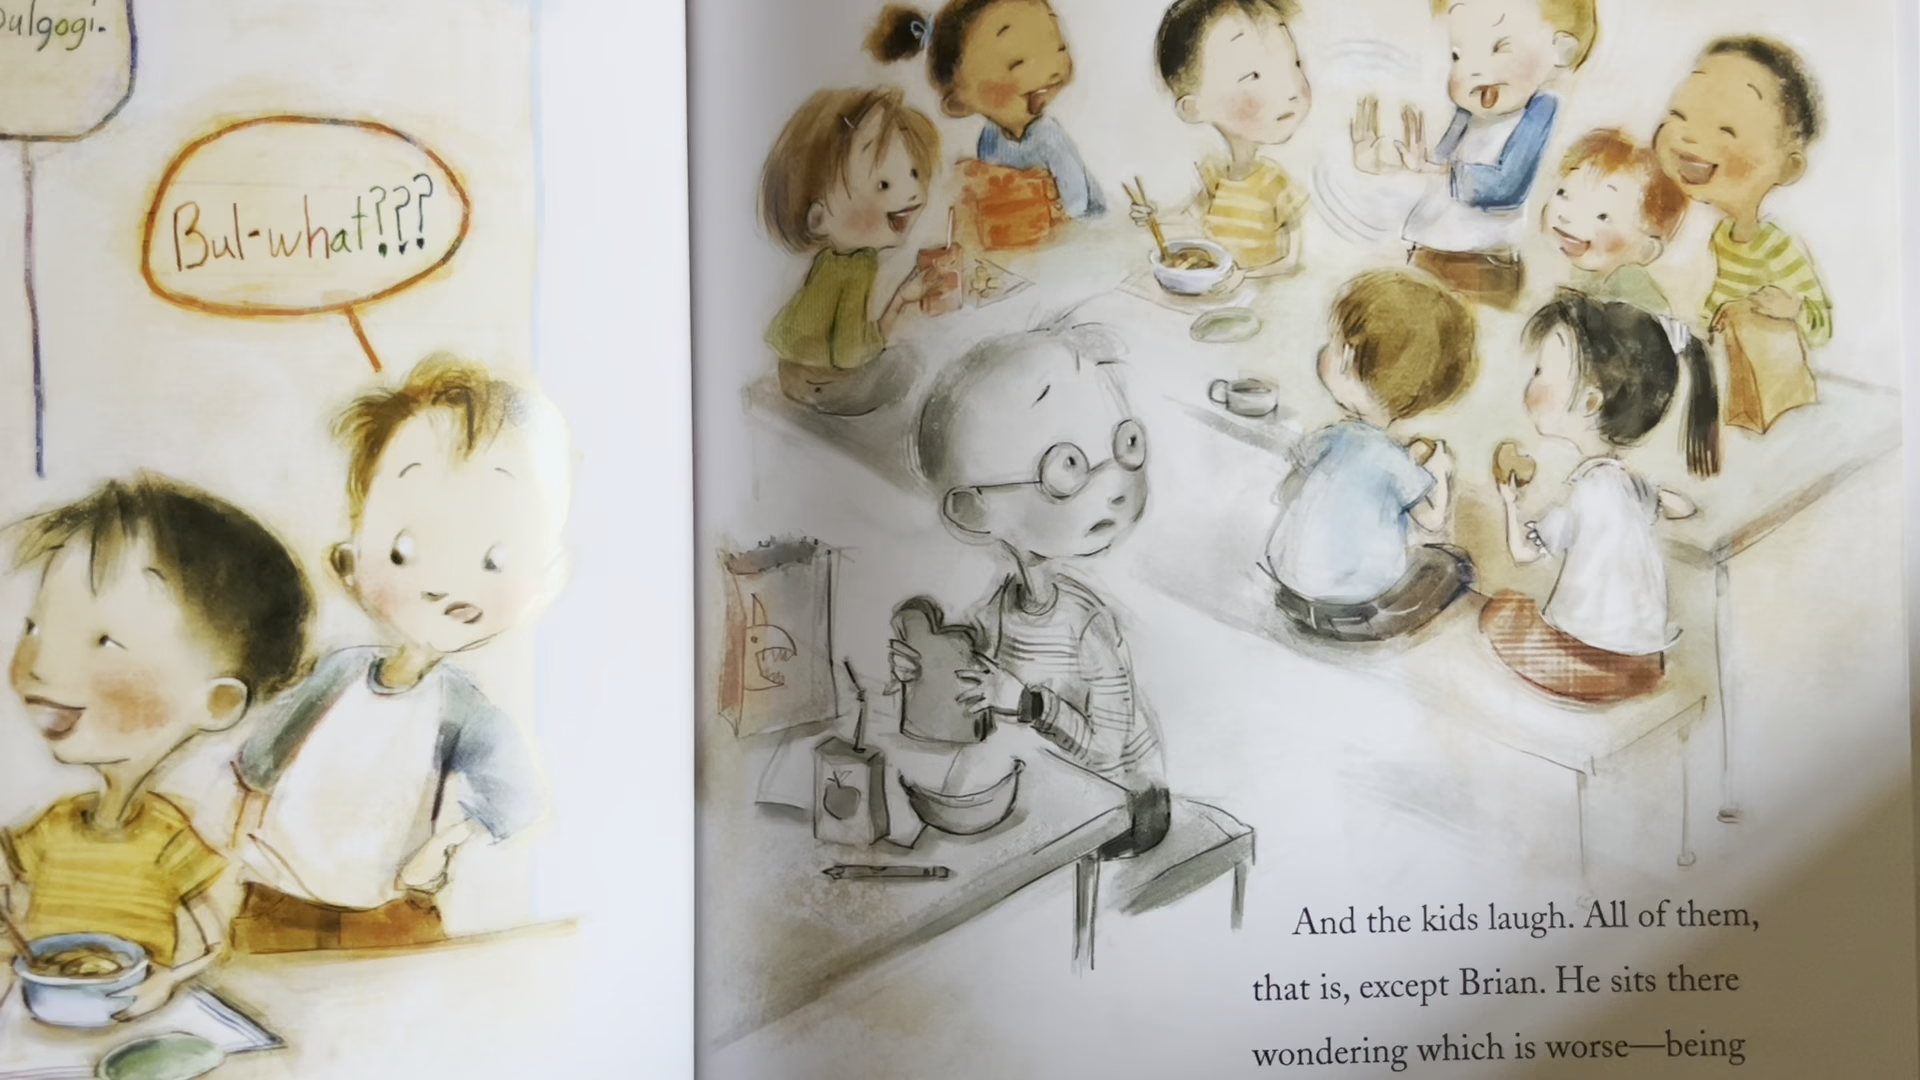 Bulgogi.
Bul-what???
And the kids laugh. All of them,
that is, except Brian. He sits there
wondering which is worse—being